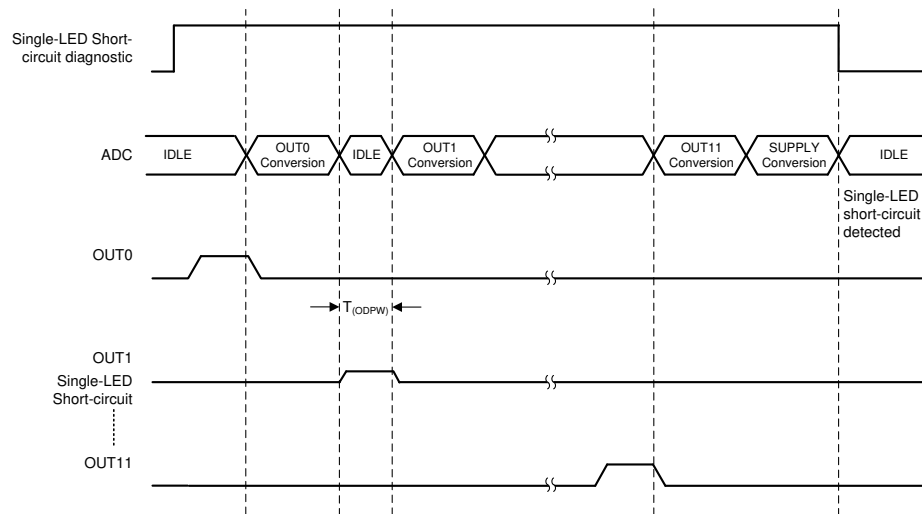 Single-LED Short-
circuit diagnostic
ADC
IDLE
OUT0
Conversion
IDLE
OUT1
Conversion
OUT11
Conversion
SUPPLY
Conversion
IDLE
Single-LED
short-circuit
detected
OUT0
T(ODPW)
OUT1
Single-LED
Short-circuit
OUT11